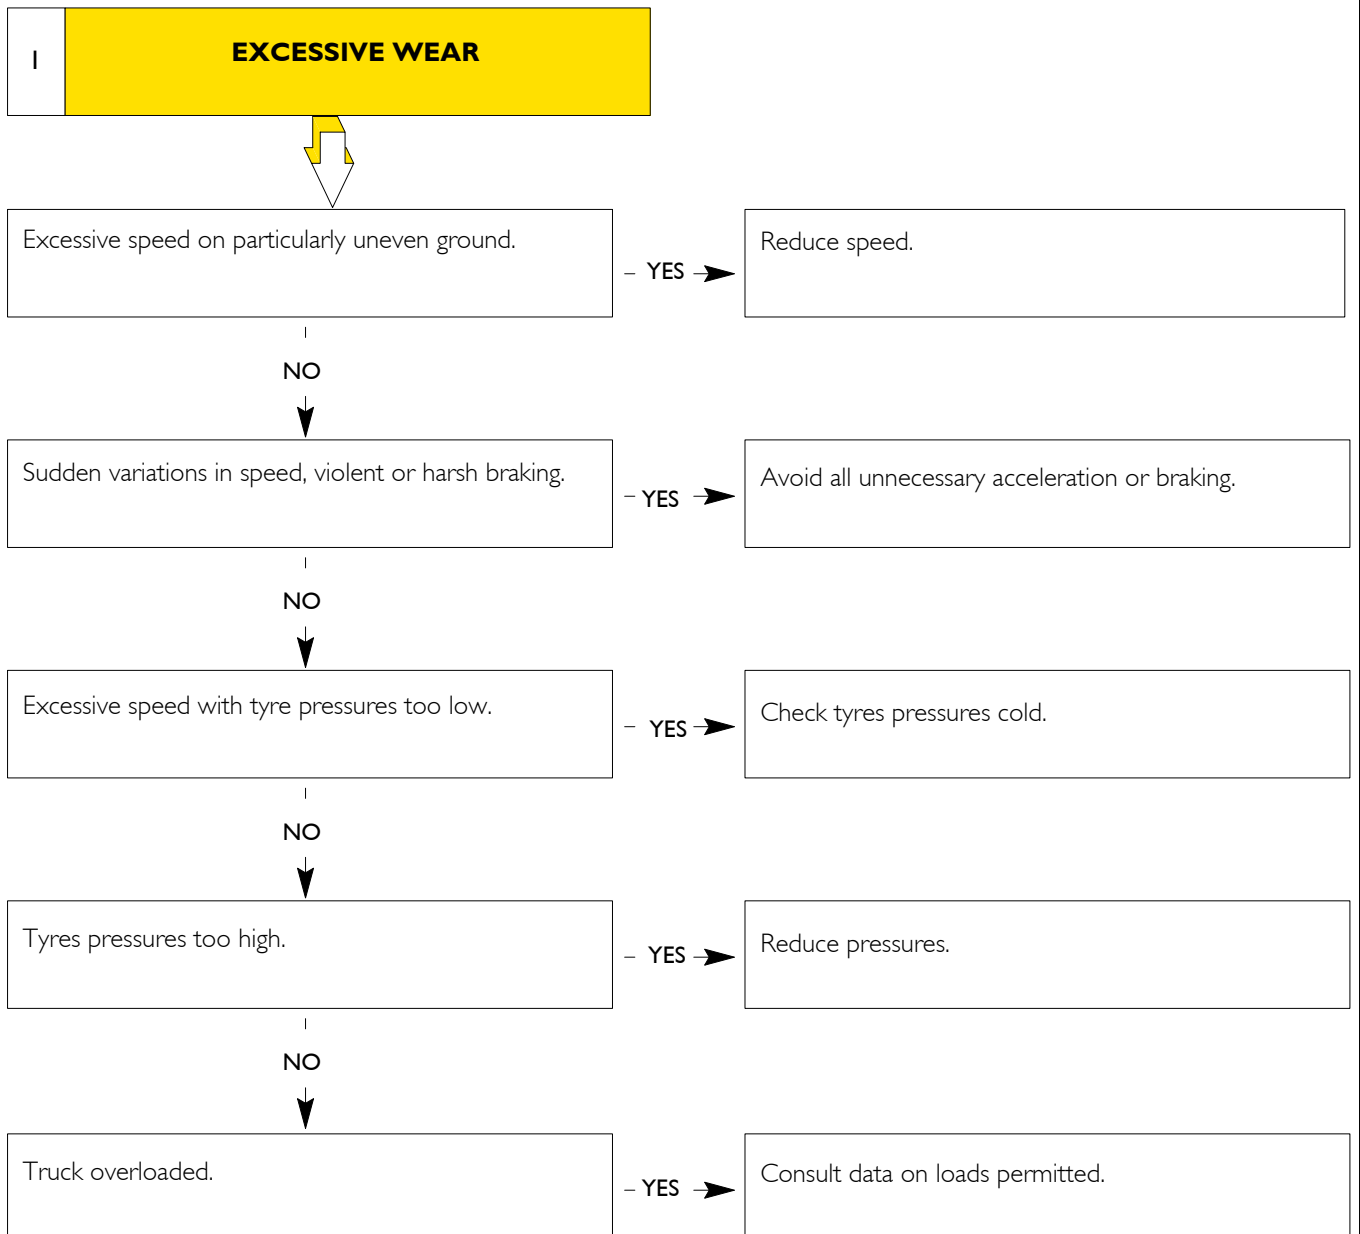 1
EXCESSIVE WEAR
Excessive speed on particularly uneven ground.
YES
Reduce speed.
NO
Sudden variations in speed, violent or harsh braking.
YES
Avoid all unnecessary acceleration or braking.
NO
Excessive speed with tyre pressures too low.
YES
Check tyres pressures cold.
NO
Tyres pressures too high.
YES
Reduce pressures.
NO
Truck overloaded.
YES
Consult data on loads permitted.